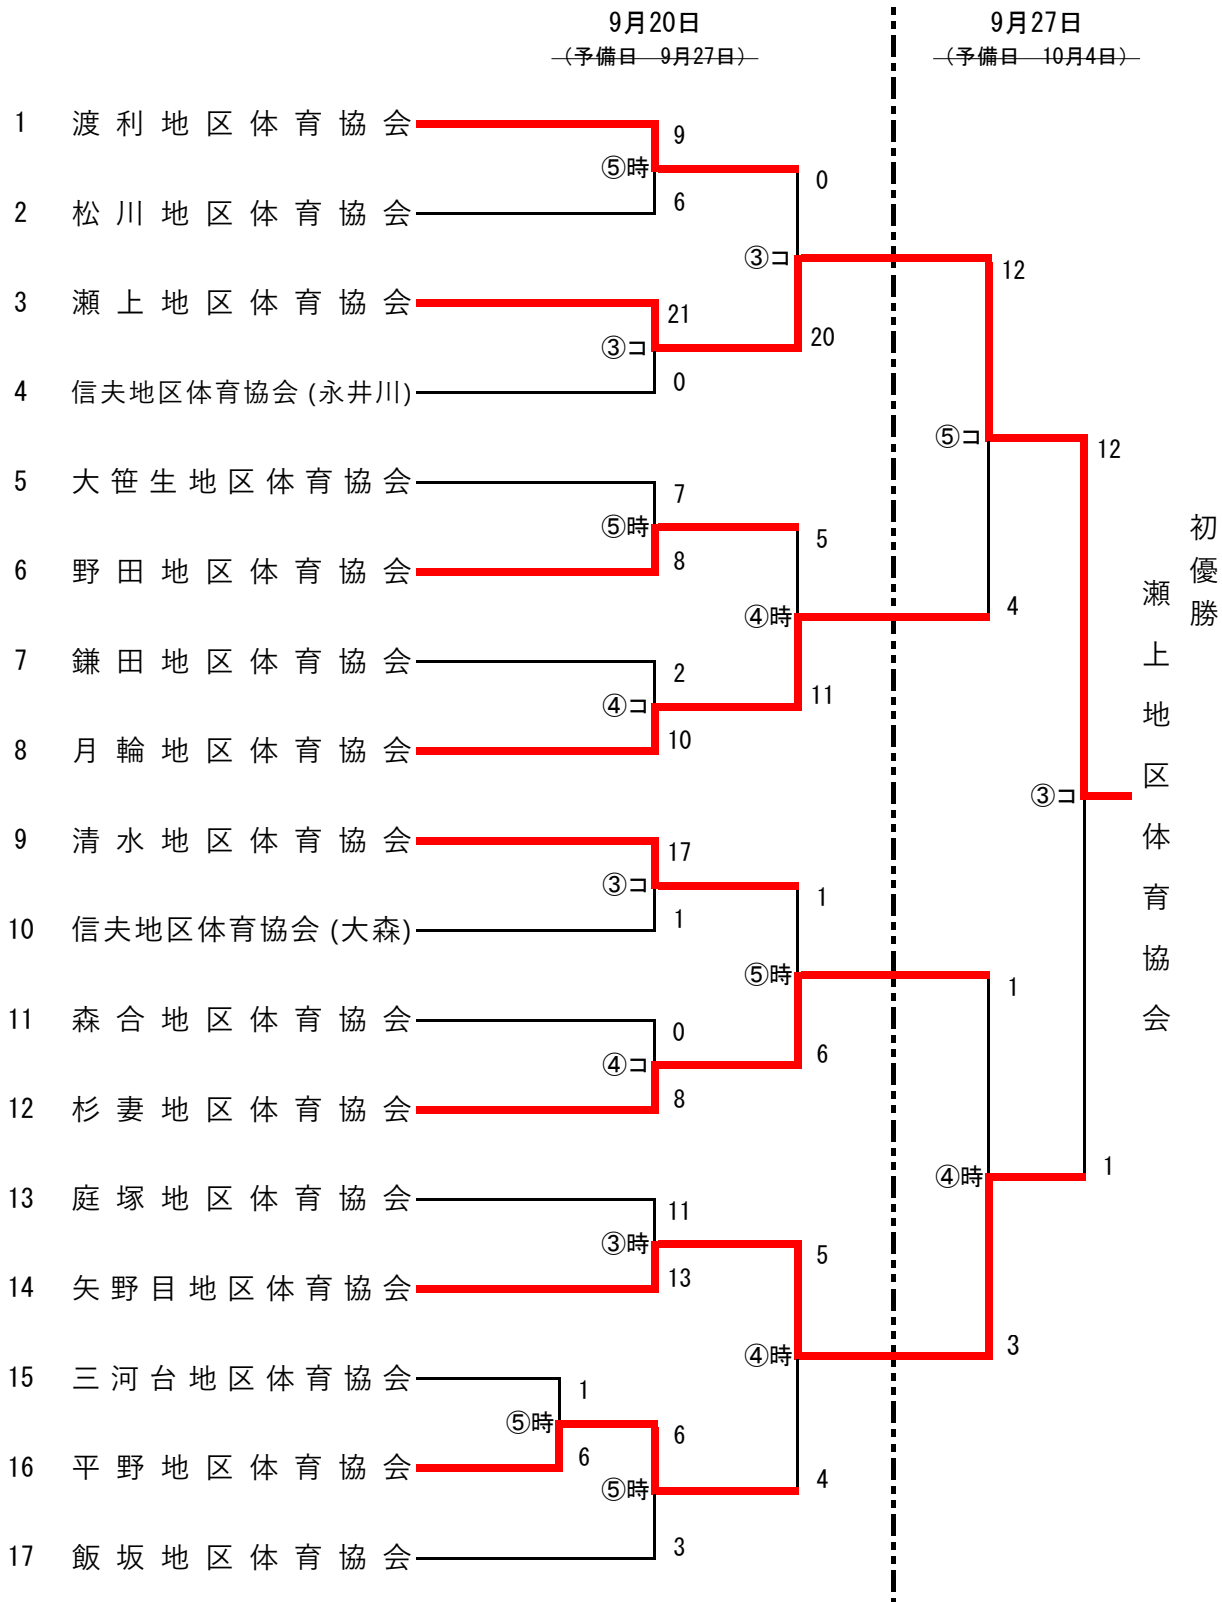 9月20日
(予備日 9月27日)
9月27日
(予備日 10月4日)
1 渡利地区体育協会
9
⑤時
0
6
2 松川地区体育協会
③コ
12
3 瀬上地区体育協会
21
③コ
20
0
4 信夫地区体育協会(永井川)
⑤コ
12
5 大笹生地区体育協会
7
⑤時
5
8
6 野田地区体育協会
④時
4
7 鎌田地区体育協会
2
④コ
11
10
8 月輪地区体育協会
③コ
初優勝
瀬上地区体育協会
9 清水地区体育協会
17
③コ
1
1
10 信夫地区体育協会(大森)
⑤時
1
11 森合地区体育協会
0
④コ
6
8
12 杉妻地区体育協会
④時
1
13 庭塚地区体育協会
11
③時
5
13
14 矢野目地区体育協会
④時
3
15 三河台地区体育協会
1
⑤時
6
6
16 平野地区体育協会
⑤時
4
3
17 飯坂地区体育協会